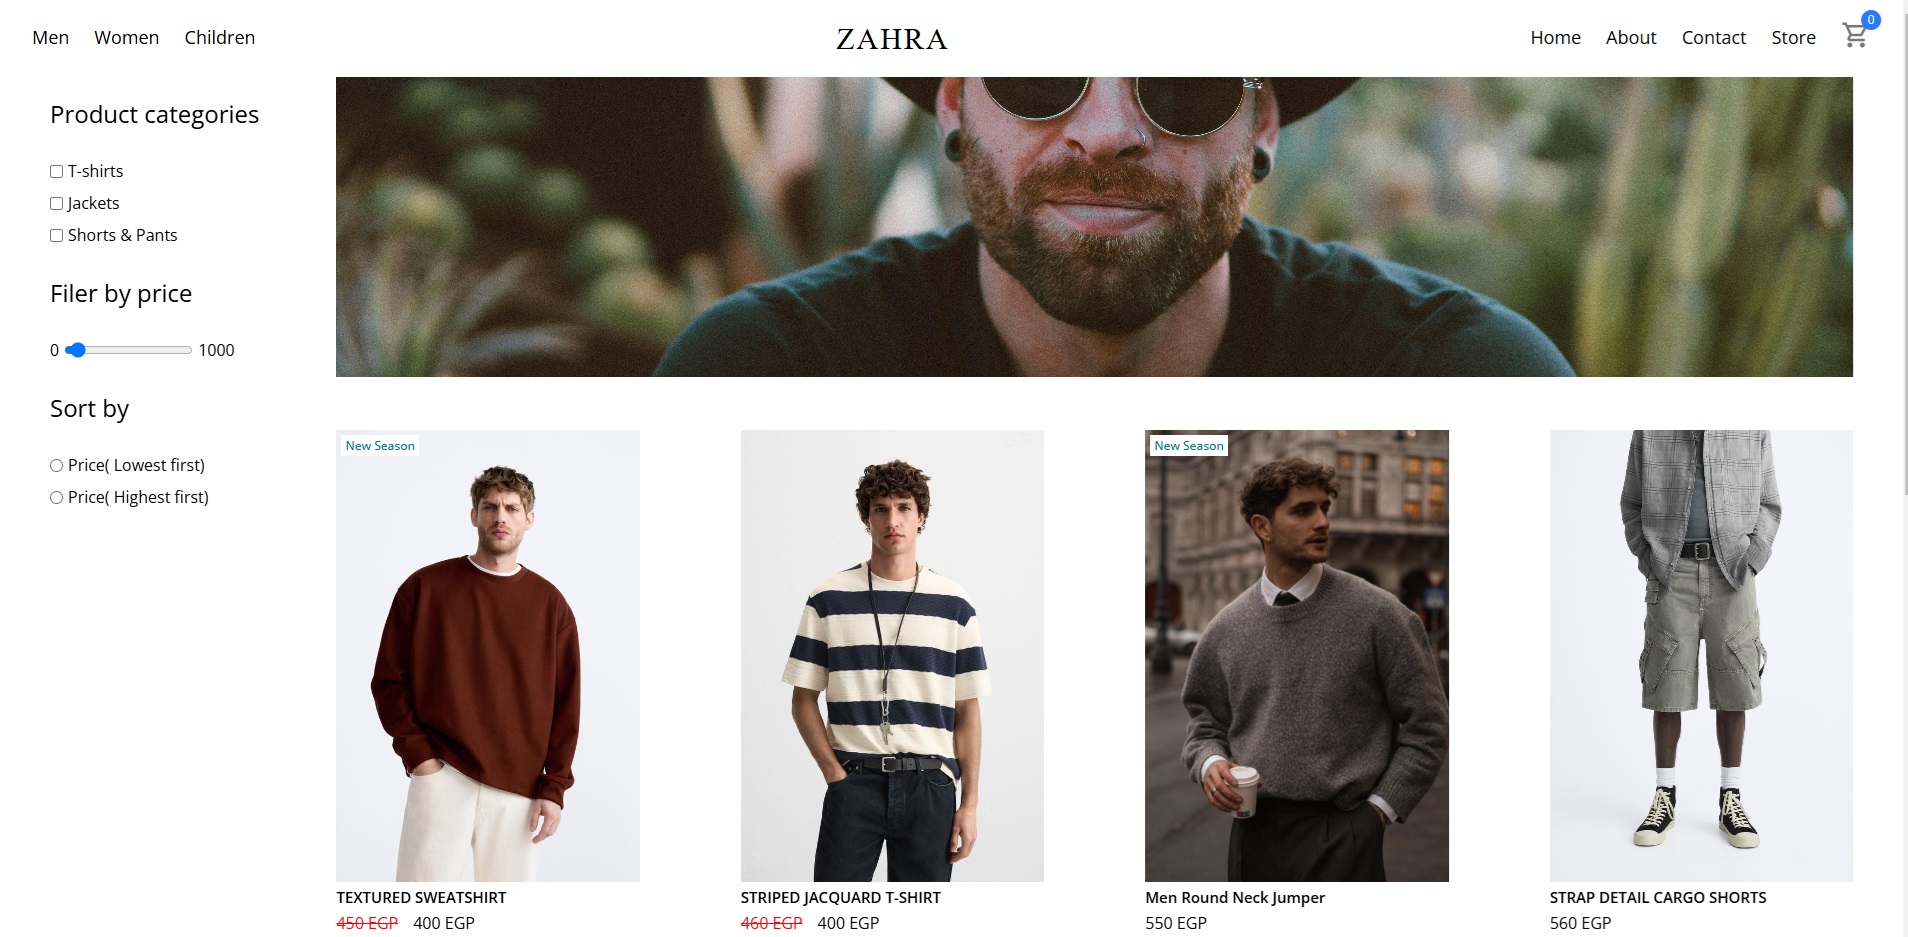 Men Women Children ZAHRA Home About Contact Store 0
Product categories
T-shirts
Jackets
Shorts & Pants
Filer by price
0 1000
Sort by
Price( Lowest first)
Price( Highest first)
New Season
TEXTURED SWEATSHIRT
450 EGP 400 EGP
STRIPED JACQUARD T-SHIRT
460 EGP 400 EGP
New Season
Men Round Neck Jumper
550 EGP
STRAP DETAIL CARGO SHORTS
560 EGP